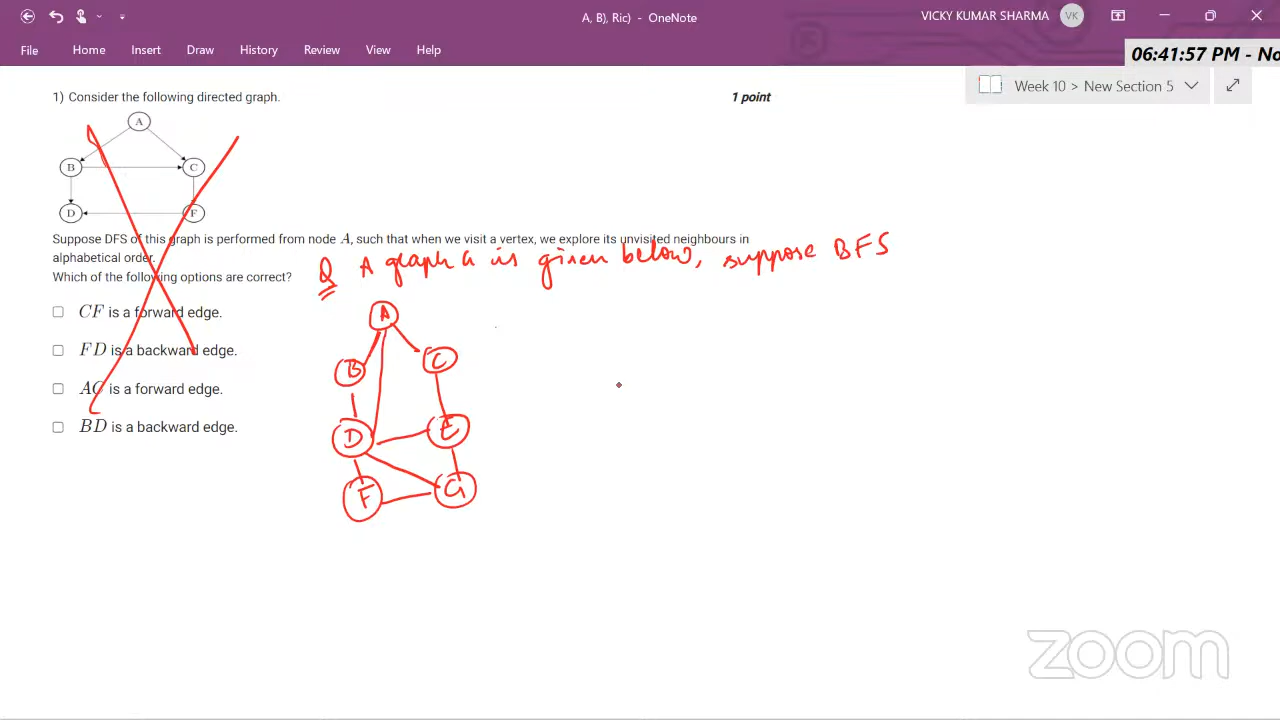 A, B), Ric) - OneNote
VICKY KUMAR SHARMA
VK
File Home Insert Draw History Review View Help
06:41:57 PM - No
Week 10 > New Section 5
1) Consider the following directed graph.
1 point
A
B
C
D
F
Suppose DFS of this graph is performed from node A, such that when we visit a vertex, we explore its unvisited neighbours in
alphabetical order.
Which of the following options are correct?
Q A graph G is given below, suppose BFS
CF is a forward edge.
FD is a backward edge.
AC is a forward edge.
BD is a backward edge.
A
B
C
D
E
F
G
zoom